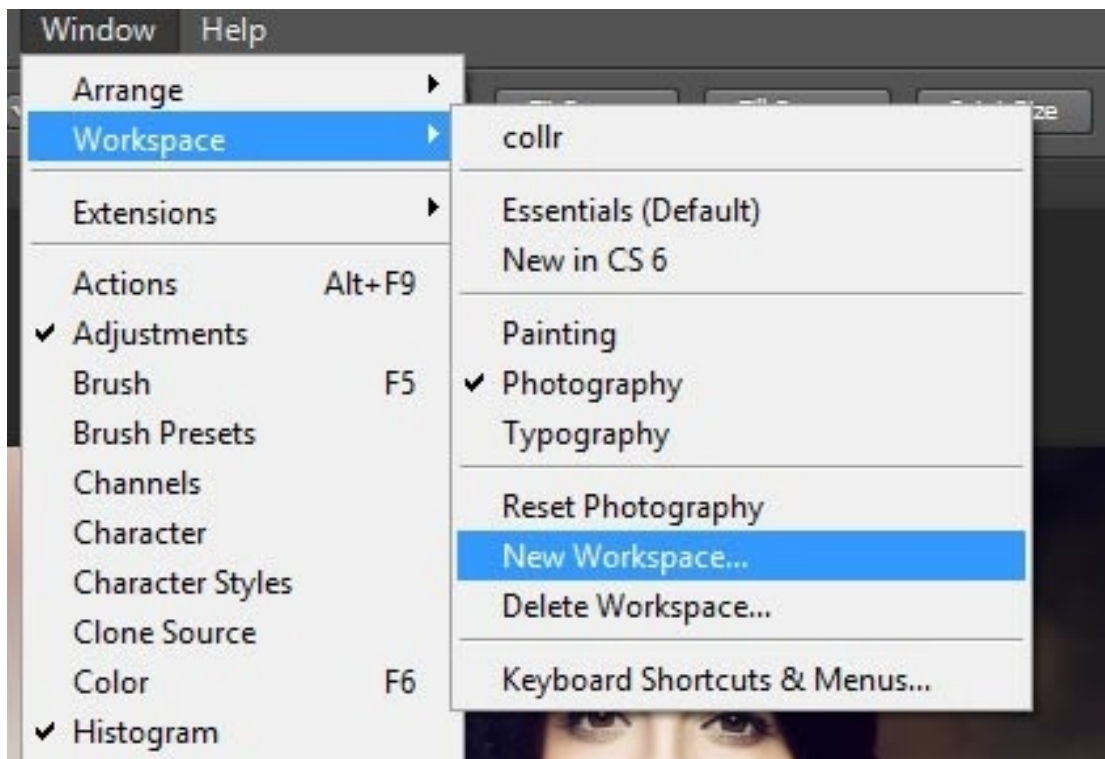 Window Help
Arrange
Workspace
Extensions
Actions Alt+F9
Adjustments
Brush F5
Brush Presets
Channels
Character
Character Styles
Clone Source
Color F6
Histogram
collr
Essentials (Default)
New in CS 6
Painting
Photography
Typography
Reset Photography
New Workspace...
Delete Workspace...
Keyboard Shortcuts & Menus...